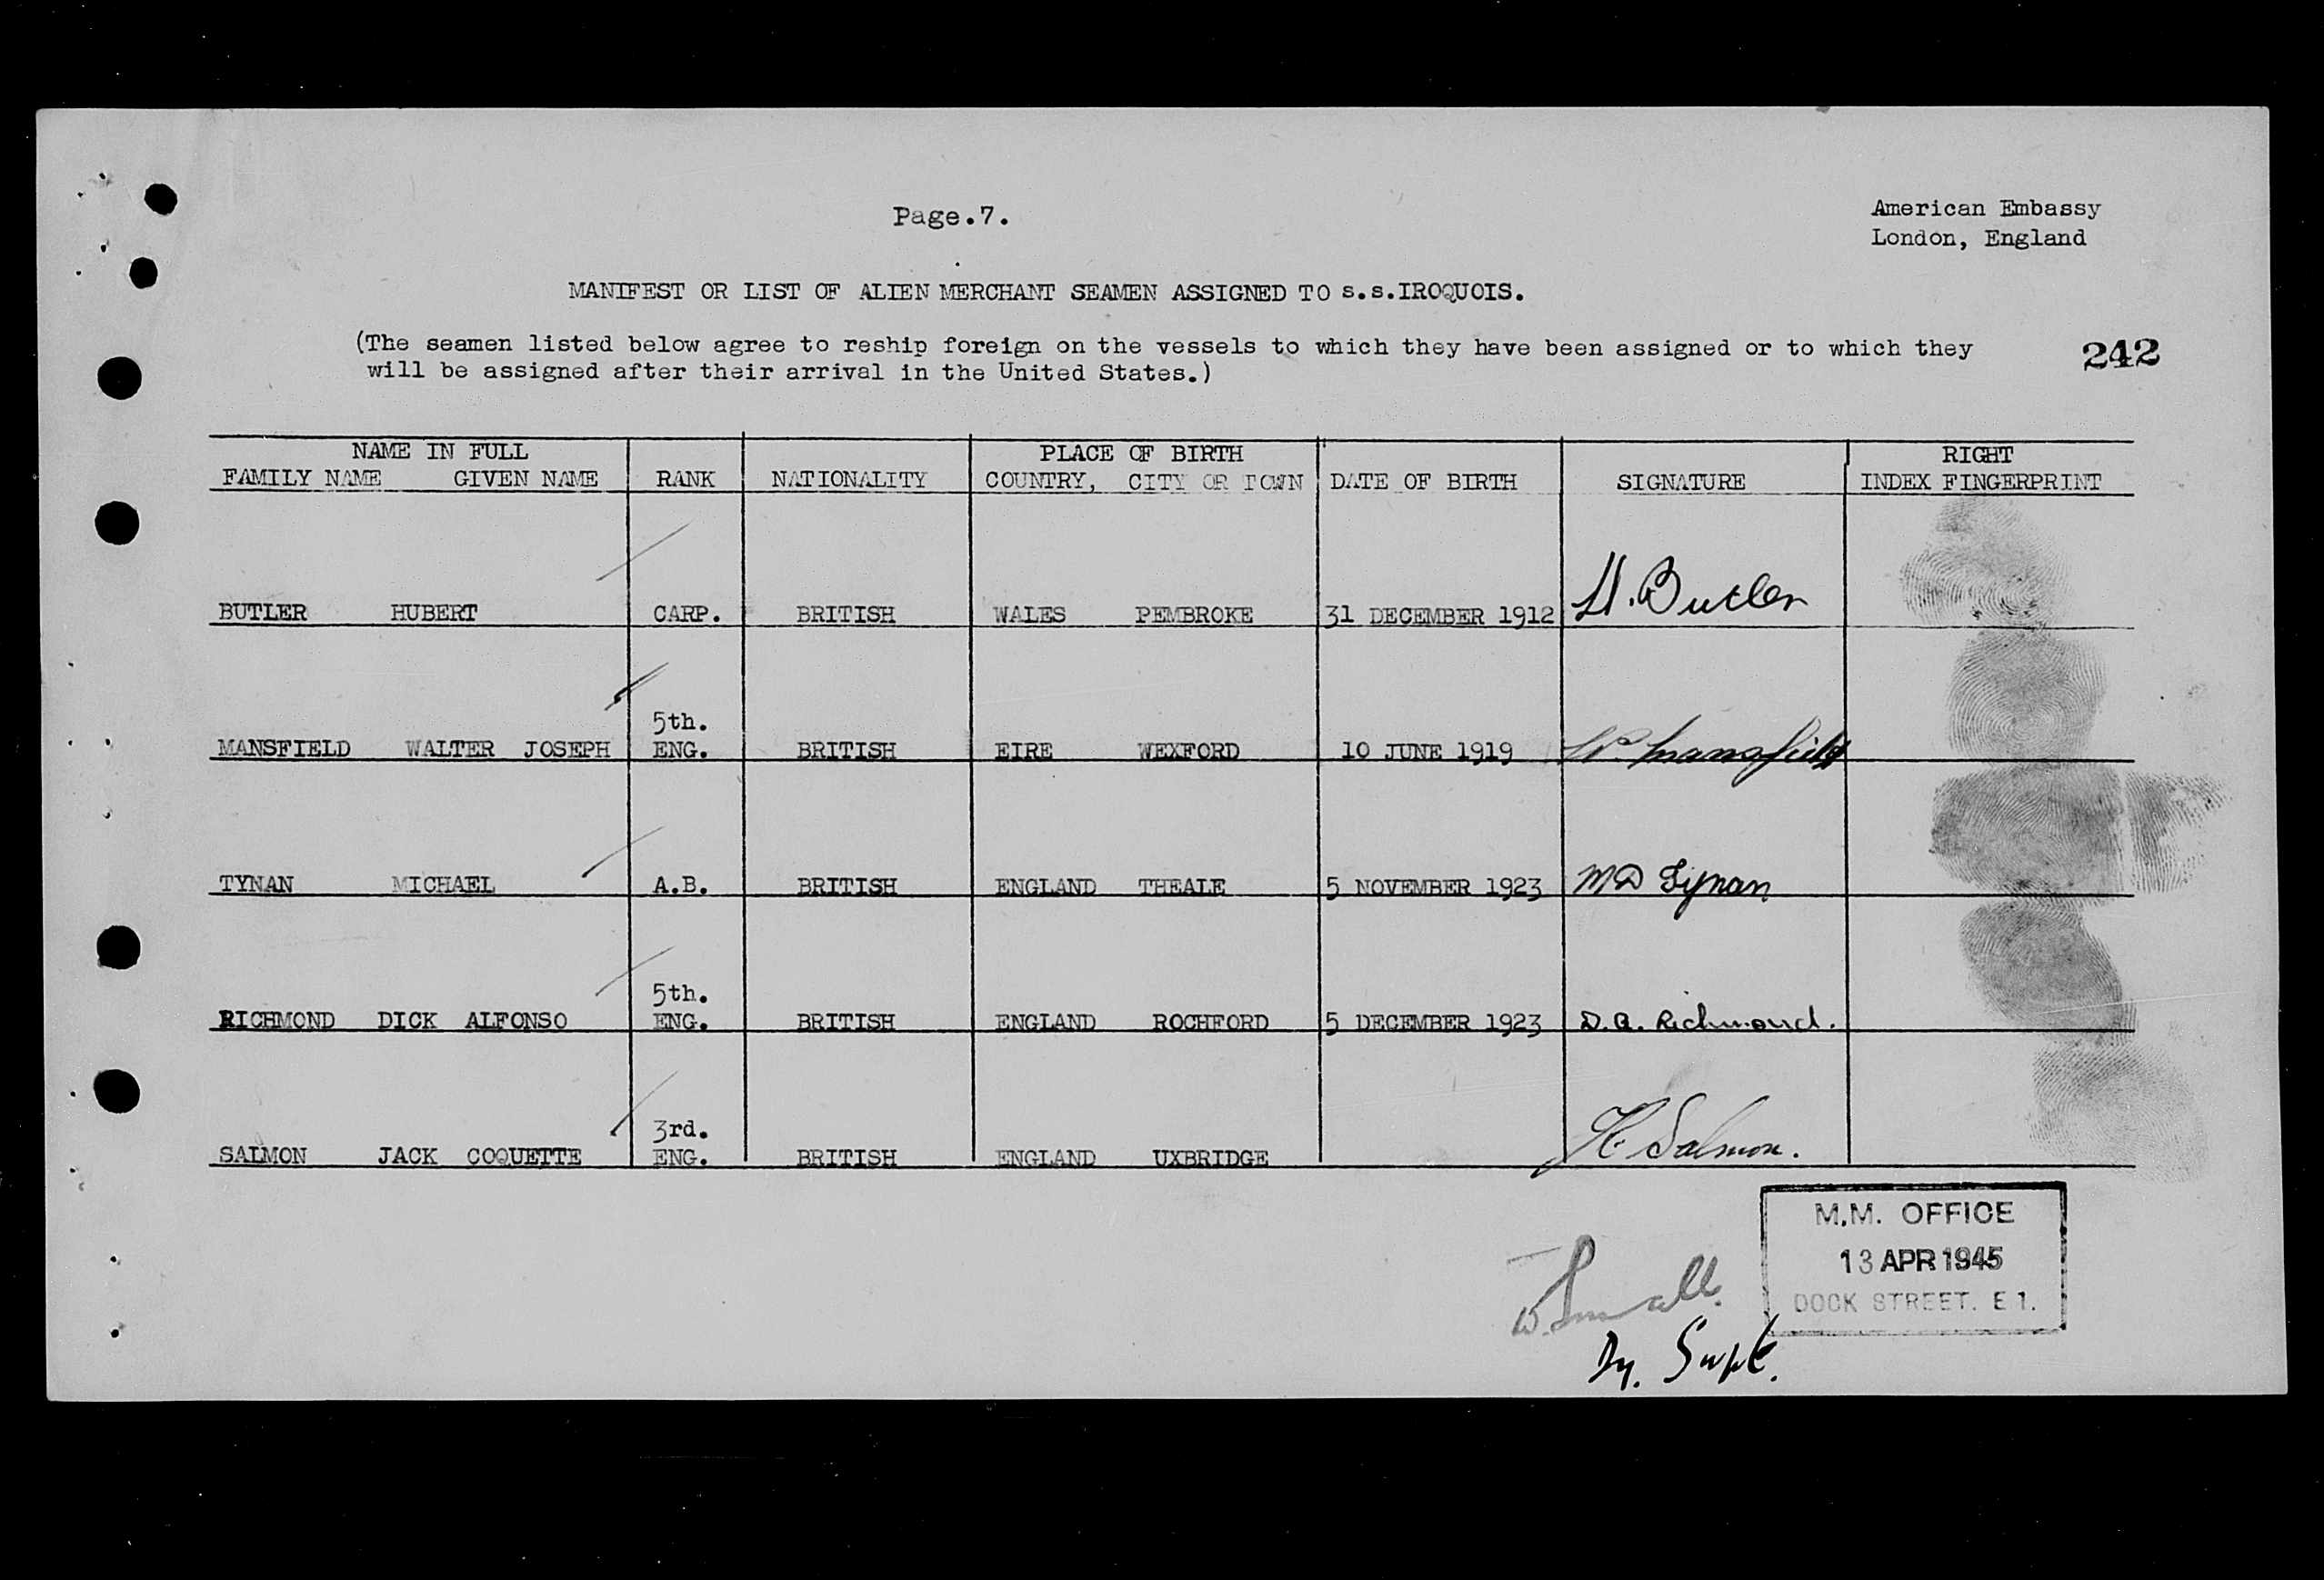 Page.7.
American Embassy
London, England
MANIFEST OR LIST OF ALIEN MERCHANT SEAMEN ASSIGNED TO s.s.IROQUOIS.
(The seamen listed below agree to reship foreign on the vessels to which they have been assigned or to which they
will be assigned after their arrival in the United States.)
242
NAME IN FULL PLACE OF BIRTH RIGHT
FAMILY NAME GIVEN NAME RANK NATIONALITY COUNTRY, CITY OR TOWN DATE OF BIRTH SIGNATURE INDEX FINGERPRINT
BUTLER HUBERT CARP. BRITISH WALES PEMBROKE 31 DECEMBER 1912 H. Butler
5th.
MANSFIELD WALTER JOSEPH ENG. BRITISH EIRE WEXFORD 10 JUNE 1919 W. Mansfield
TYNAN MICHAEL A.B. BRITISH ENGLAND THEALE 5 NOVEMBER 1923 MD Tynan
5th.
RICHMOND DICK ALFONSO ENG. BRITISH ENGLAND ROCHFORD 5 DECEMBER 1923 D.A. Richmond.
3rd.
SALMON JACK COQUETTE ENG. BRITISH ENGLAND UXBRIDGE Salmon.
M.M. OFFICE
13 APR 1945
DOCK STREET. E 1.
W. Small.
Dy. Supt.